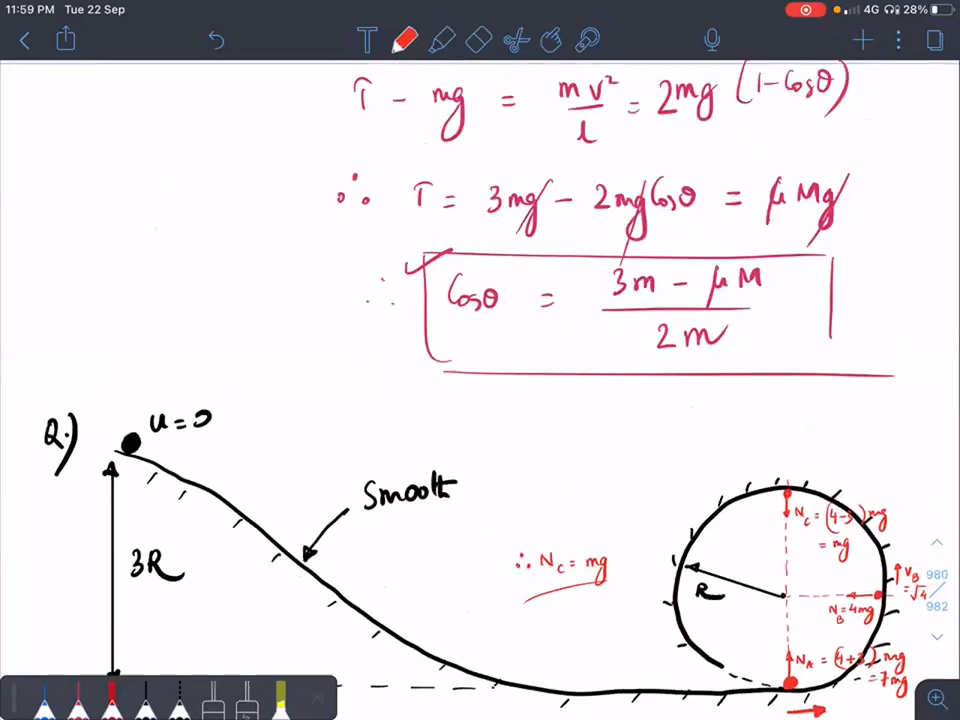 11:59 PM Tue 22 Sep
4G 28%
T - mg = mv²/l = 2mg (1-Cosθ)
∴ T = 3mg - 2mgCosθ = μMg
∴ Cosθ = (3m - μM)/2m
Q.) u = 0
Smooth
3R
R
∴ N_C = mg
N_C = (4-3)mg
= mg
V_B
= √4
N_B = 4mg
N_A = (4+3)mg
= 7mg
980
982